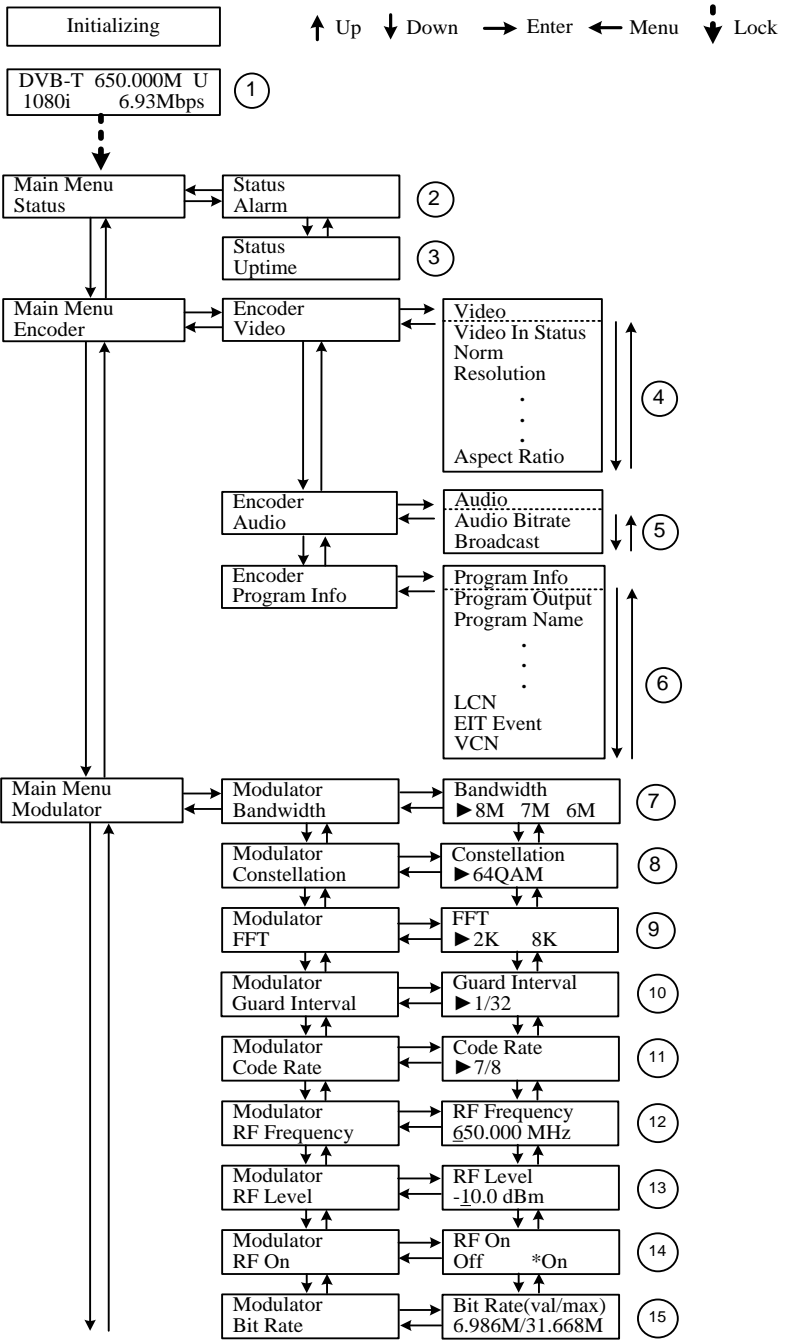 Initializing
Up
Down
Enter
Menu
Lock
DVB-T 650.000M U
1080i 6.93Mbps
1
Main Menu
Status
Status
Alarm
2
Status
Uptime
3
Main Menu
Encoder
Encoder
Video
Video
Video In Status
Norm
Resolution
.
.
.
Aspect Ratio
4
Encoder
Audio
Audio
Audio Bitrate
Broadcast
5
Encoder
Program Info
Program Info
Program Output
Program Name
.
.
.
LCN
EIT Event
VCN
6
Main Menu
Modulator
Modulator
Bandwidth
Bandwidth
►8M 7M 6M
7
Modulator
Constellation
Constellation
►64QAM
8
Modulator
FFT
FFT
►2K 8K
9
Modulator
Guard Interval
Guard Interval
►1/32
10
Modulator
Code Rate
Code Rate
►7/8
11
Modulator
RF Frequency
RF Frequency
650.000 MHz
12
Modulator
RF Level
RF Level
-10.0 dBm
13
Modulator
RF On
RF On
Off *On
14
Modulator
Bit Rate
Bit Rate(val/max)
6.986M/31.668M
15